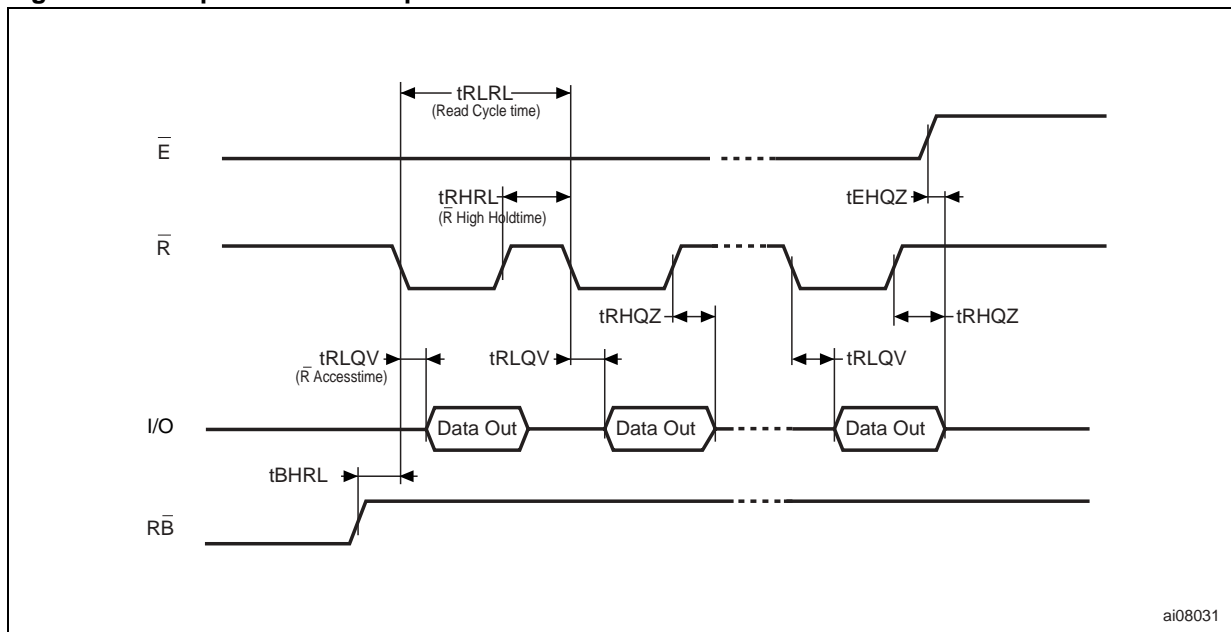 tRLRL
(Read Cycle time)
E̅
tRHRL
(R̅ High Holdtime)
tEHQZ
R̅
tRHQZ
tRHQZ
tRLQV
(R̅ Accesstime)
tRLQV
tRLQV
I/O
Data Out
Data Out
Data Out
tBHRL
RB̅
ai08031